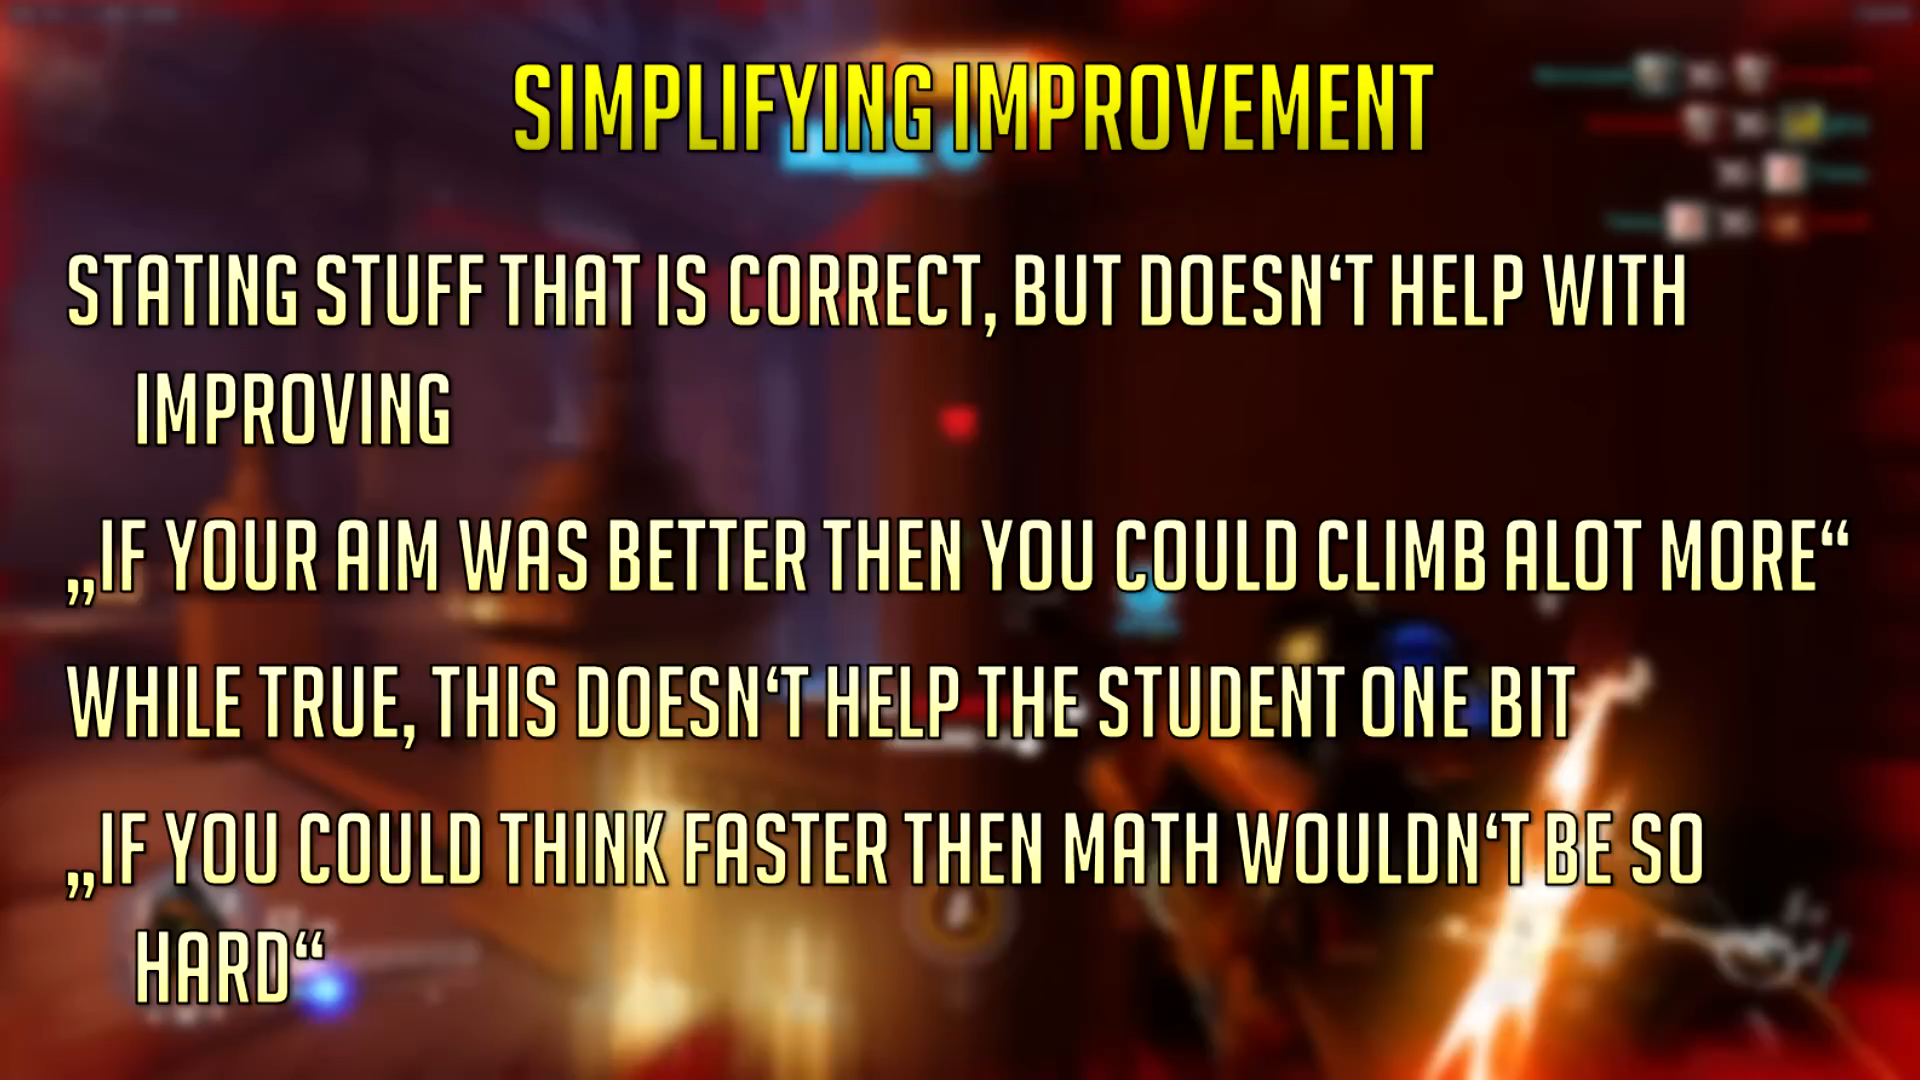 SIMPLIFYING IMPROVEMENT
STATING STUFF THAT IS CORRECT, BUT DOESN‘T HELP WITH
IMPROVING
„IF YOUR AIM WAS BETTER THEN YOU COULD CLIMB ALOT MORE“
WHILE TRUE, THIS DOESN‘T HELP THE STUDENT ONE BIT
„IF YOU COULD THINK FASTER THEN MATH WOULDN‘T BE SO
HARD“